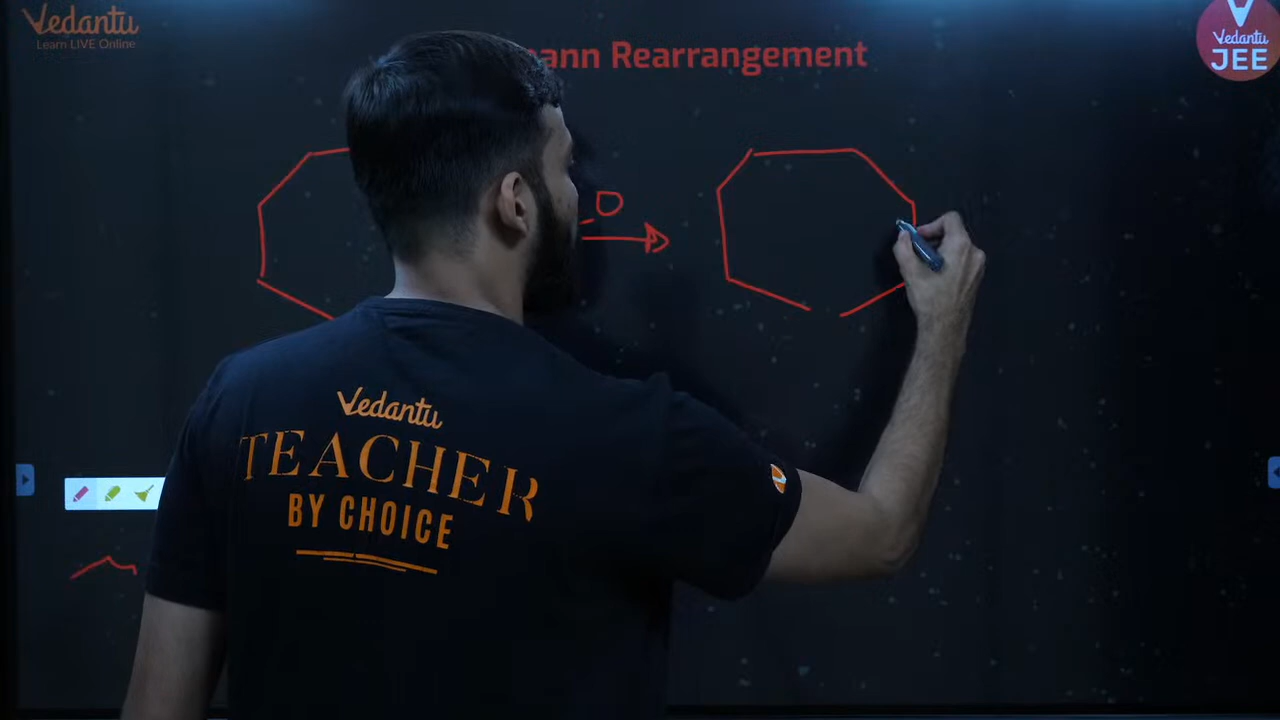 Vedantu
Learn LIVE Online
ann Rearrangement
Vedantu
JEE
D
Vedantu
TEACHER
BY CHOICE